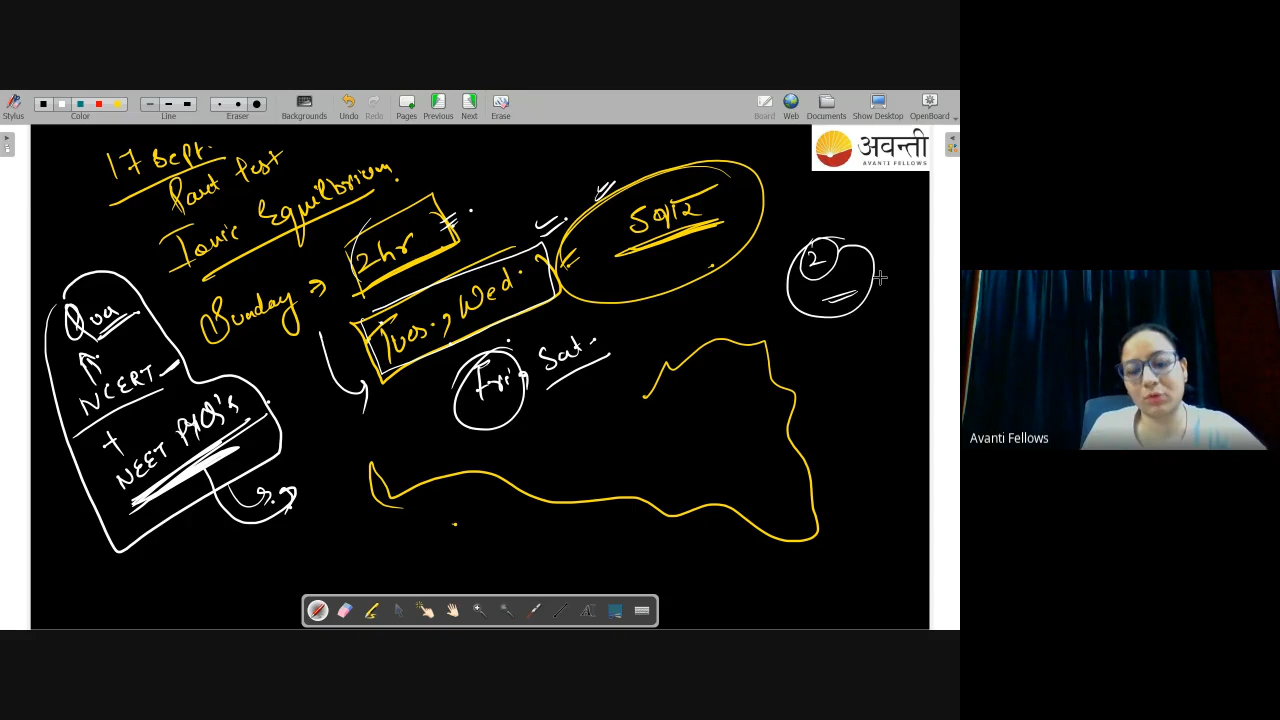 Stylus
Color
Line
Eraser
Backgrounds
Undo
Redo
Pages
Previous
Next
Erase
Board
Web
Documents
Show Desktop
OpenBoard
अवन्ती
AVANTI FELLOWS
17 Sept.
Part test
Ionic Equilibrium.
Sunday → 2hr
Tues., Wed.
Fri, Sat.
2
Que
NCERT
+
NEET PYQ's
Avanti Fellows